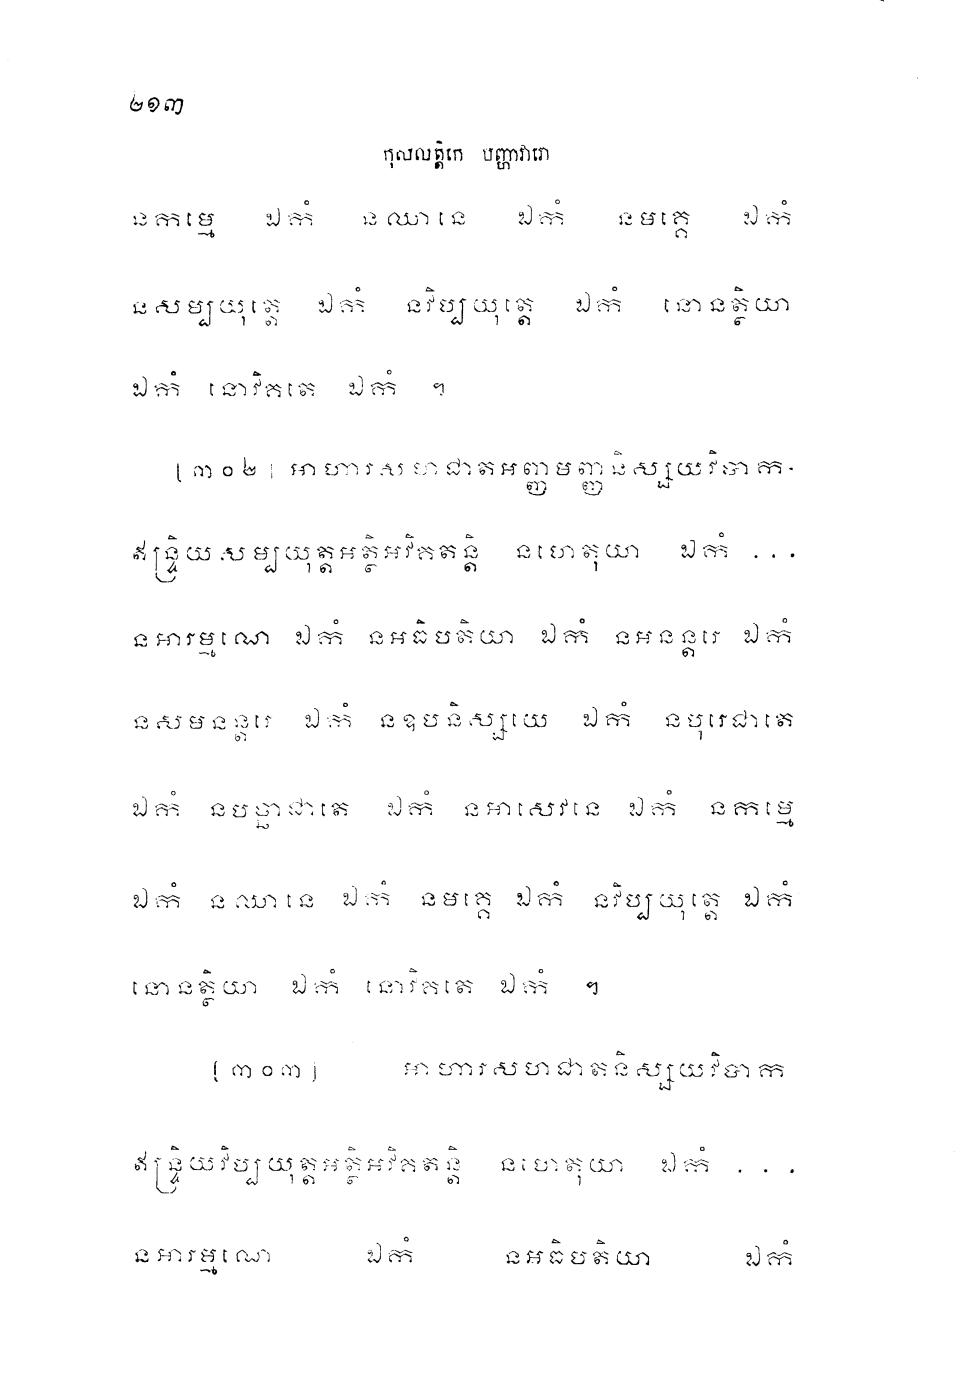 ២១៣
កុសលត្តិកេ បញ្ហាវារោ
នកម្មេ ឯកំ នឈានេ ឯកំ នមគ្គេ ឯកំ
នសម្បយុត្តេ ឯកំ នវិប្បយុត្តេ ឯកំ នោនត្ថិយា
ឯកំ នោវិគតេ ឯកំ ។
[៣០២] អាហារសហជាតអញ្ញមញ្ញនិស្សយវិបាក-
ឥន្ទ្រិយសម្បយុត្តអត្ថិអវិគតន្តិ នហេតុយា ឯកំ ...
នអារម្មណេ ឯកំ នអធិបតិយា ឯកំ នអនន្តរេ ឯកំ
នសមនន្តរេ ឯកំ នឧបនិស្សយេ ឯកំ នបុរេជាតេ
ឯកំ នបច្ឆាជាតេ ឯកំ នអាសេវនេ ឯកំ នកម្មេ
ឯកំ នឈានេ ឯកំ នមគ្គេ ឯកំ នវិប្បយុត្តេ ឯកំ
នោនត្ថិយា ឯកំ នោវិគតេ ឯកំ ។
[៣០៣] អាហារសហជាតនិស្សយវិបាក
ឥន្ទ្រិយវិប្បយុត្តអត្ថិអវិគតន្តិ នហេតុយា ឯកំ ...
នអារម្មណេ ឯកំ នអធិបតិយា ឯកំ